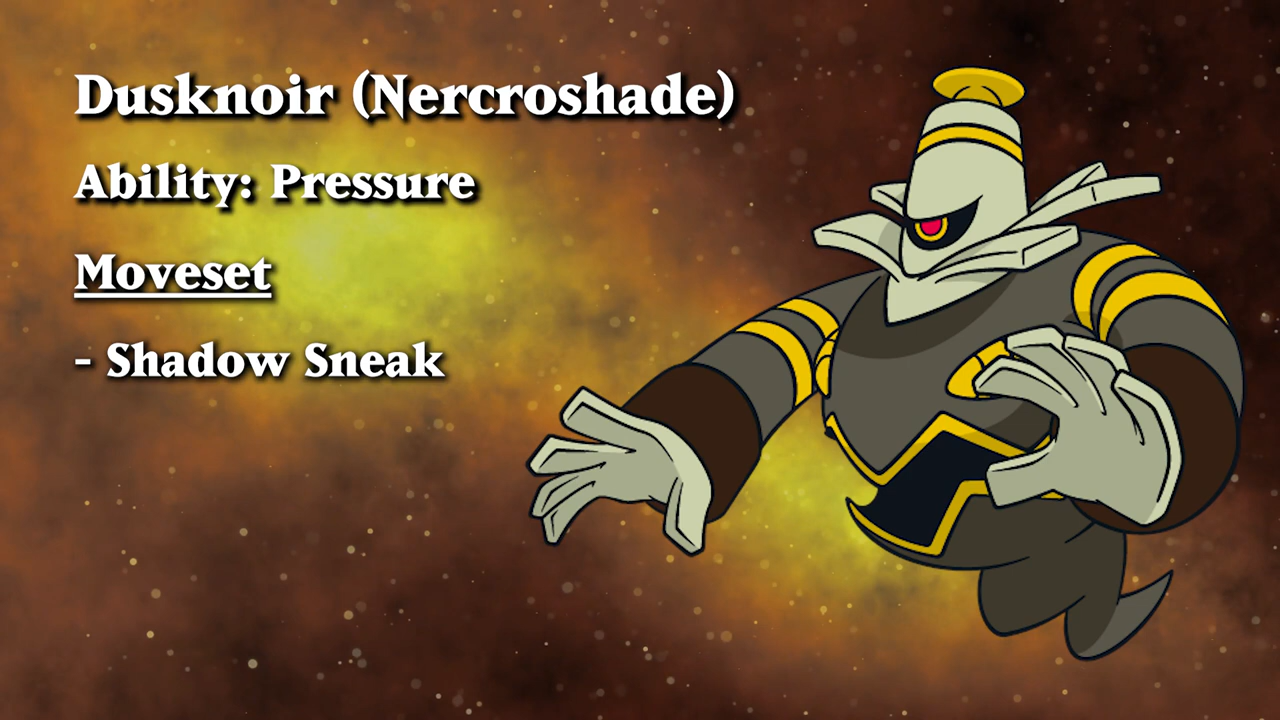 Dusknoir (Nercroshade)
Ability: Pressure
Moveset
- Shadow Sneak